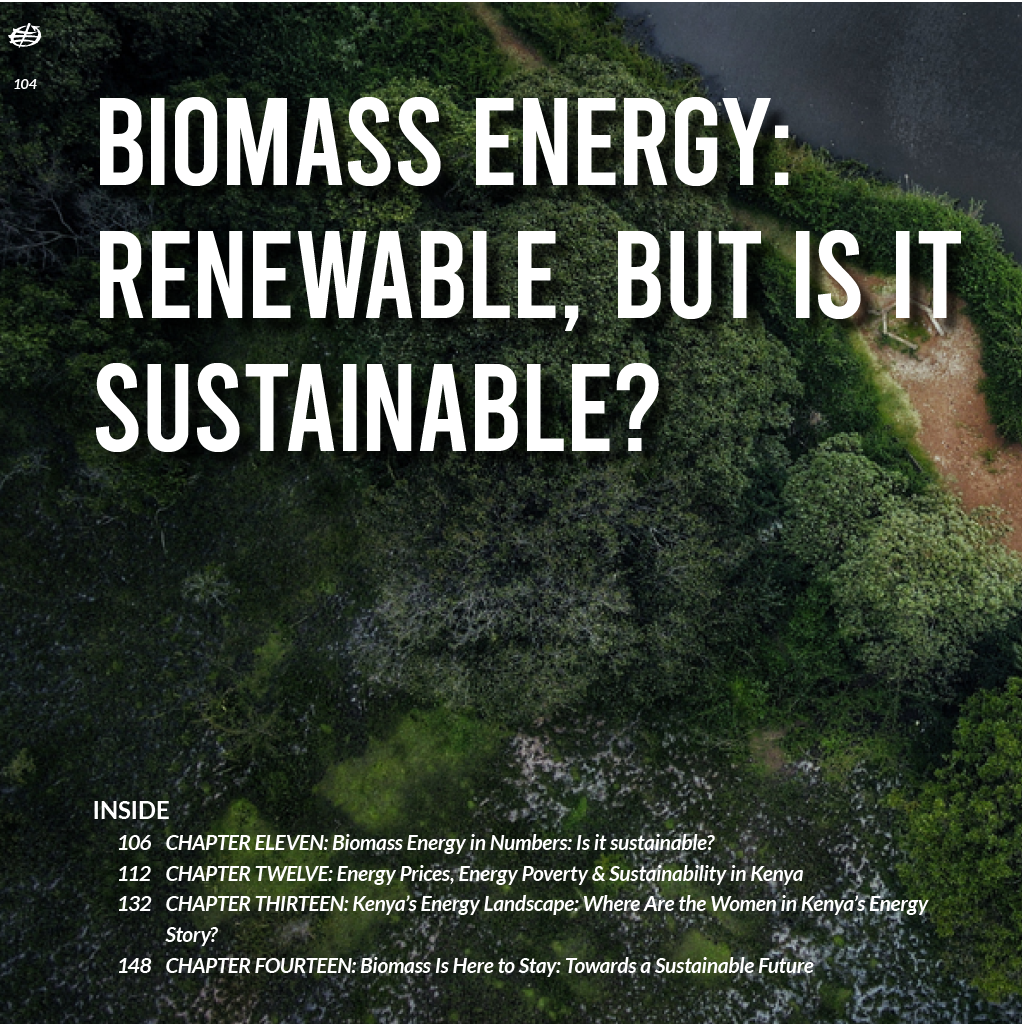 104
BIOMASS ENERGY:
RENEWABLE, BUT IS IT
SUSTAINABLE?
INSIDE
106 CHAPTER ELEVEN: Biomass Energy in Numbers: Is it sustainable?
112 CHAPTER TWELVE: Energy Prices, Energy Poverty & Sustainability in Kenya
132 CHAPTER THIRTEEN: Kenya’s Energy Landscape: Where Are the Women in Kenya’s Energy
Story?
148 CHAPTER FOURTEEN: Biomass Is Here to Stay: Towards a Sustainable Future